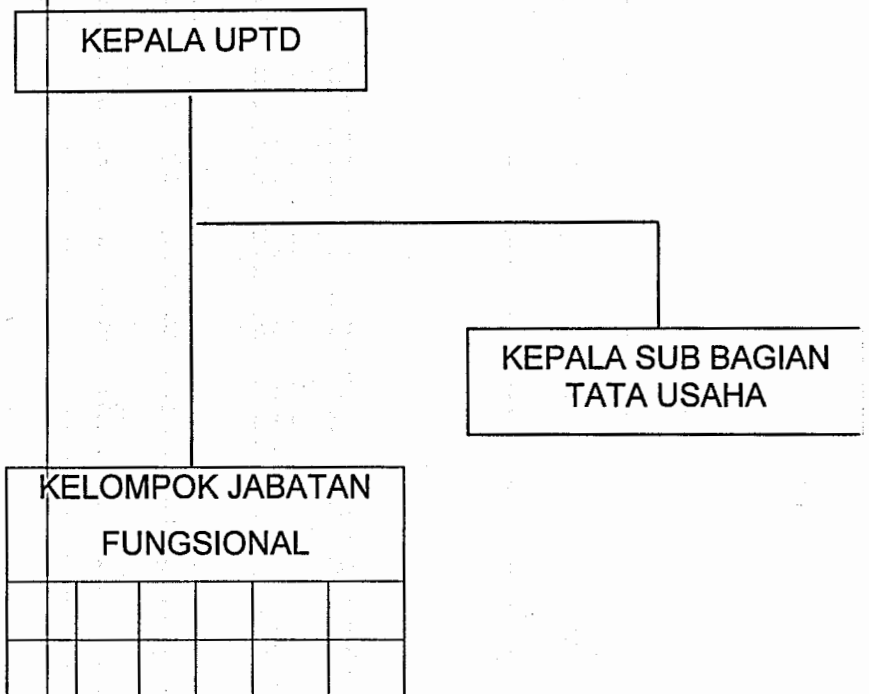 KEPALA UPTD
KEPALA SUB BAGIAN
TATA USAHA
KELOMPOK JABATAN
FUNGSIONAL